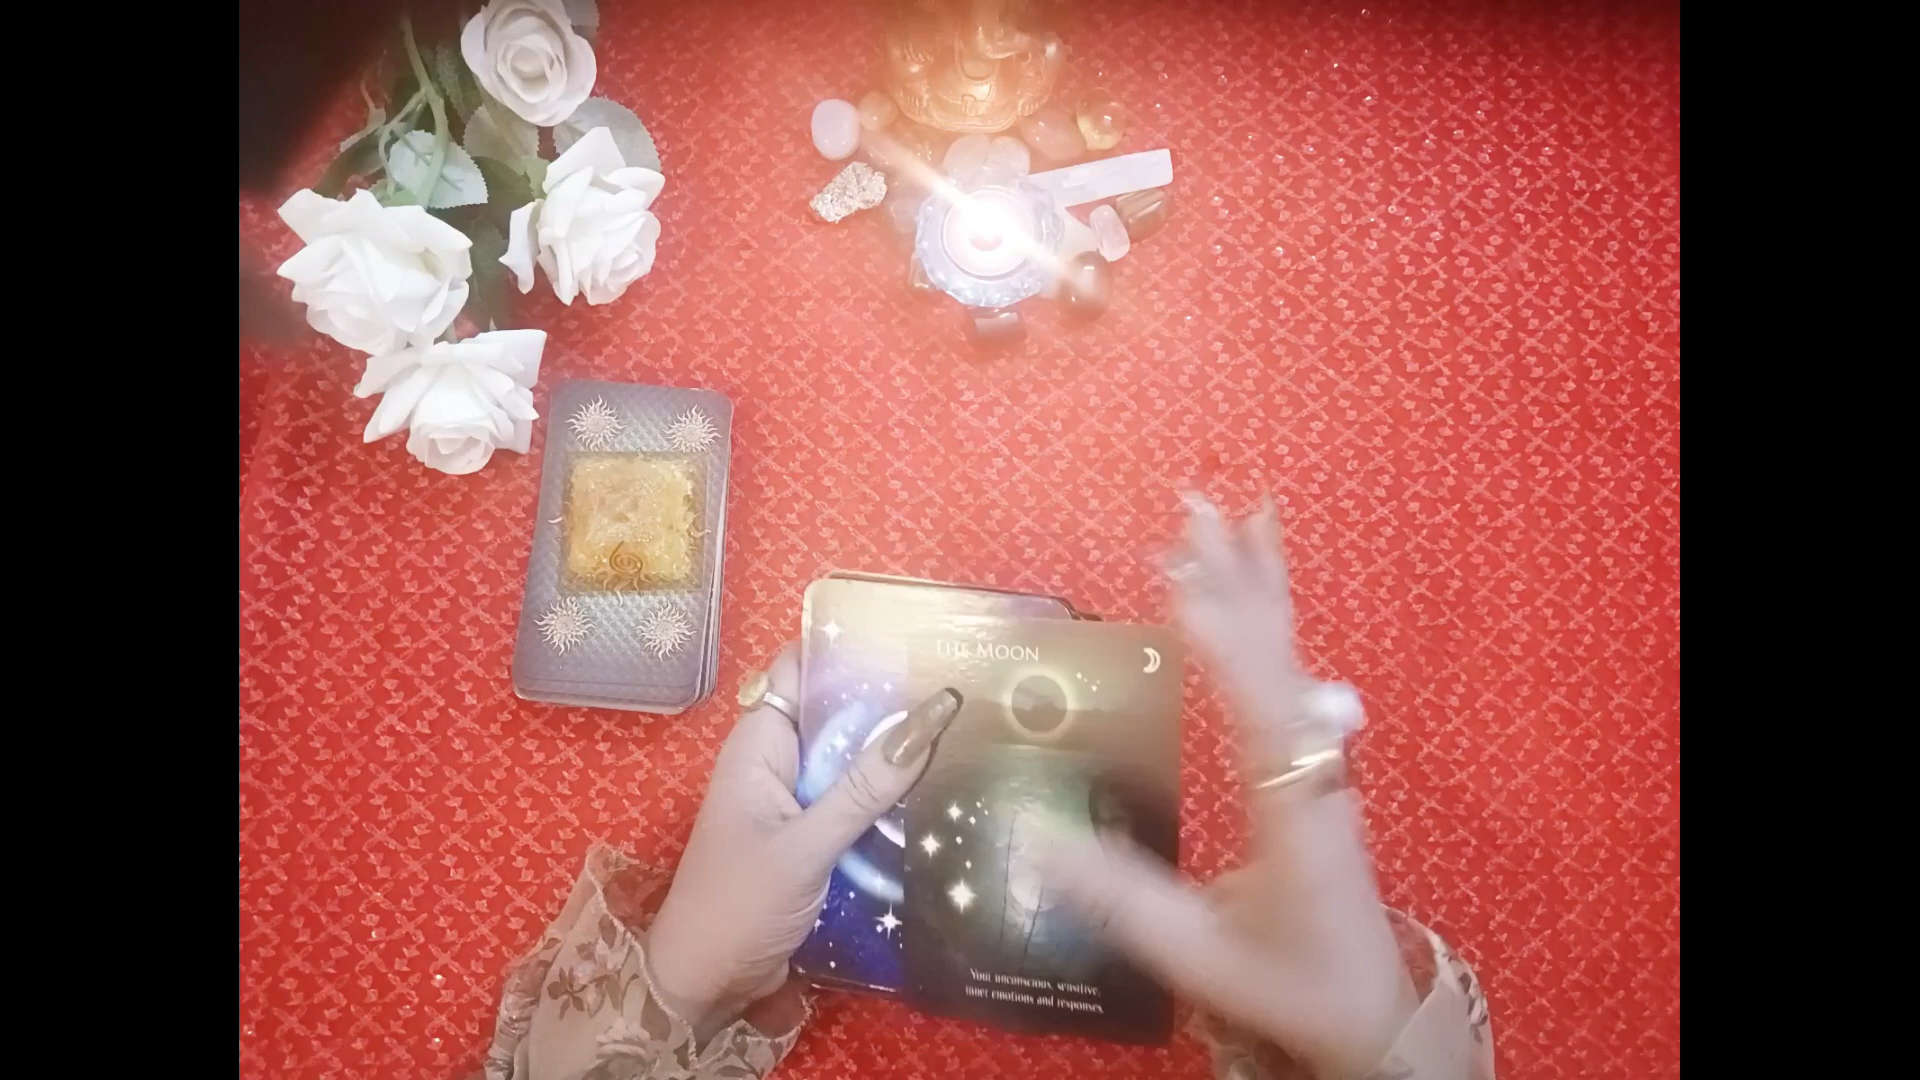 THE MOON
Your unconscious, sensitive,
inner emotions and responses.